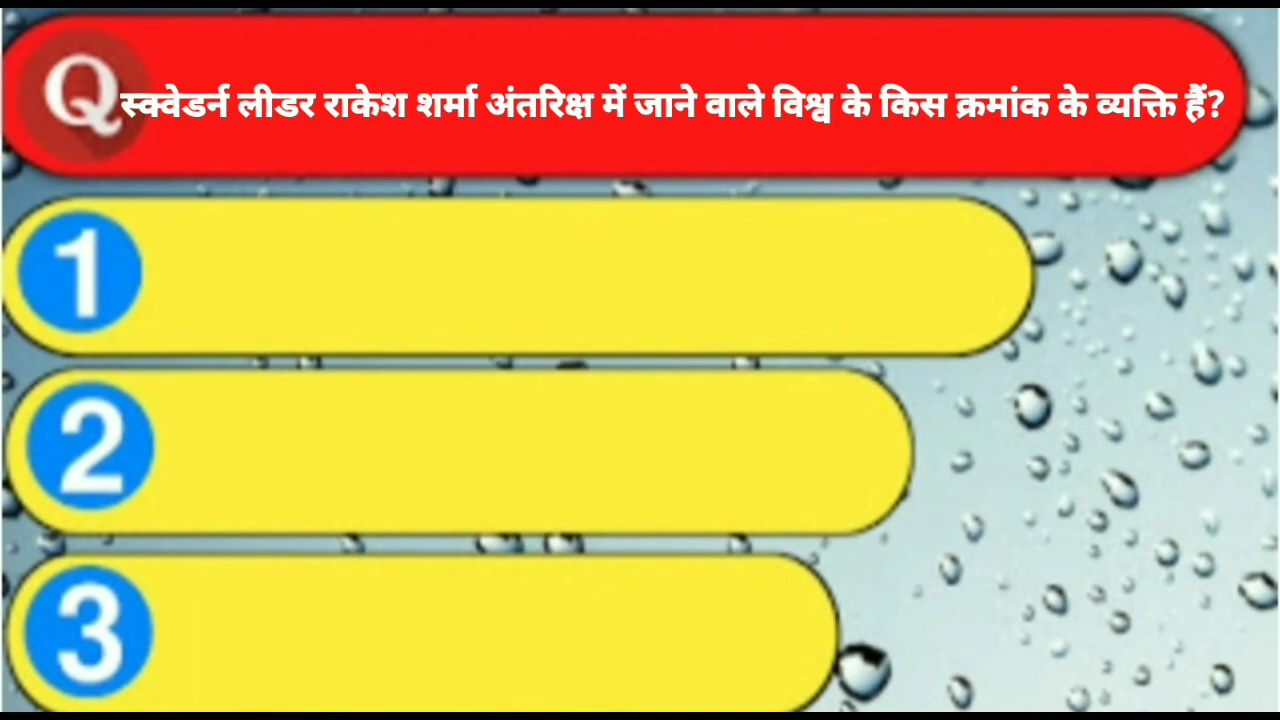 Q स्क्वेडर्न लीडर राकेश शर्मा अंतरिक्ष में जाने वाले विश्व के किस क्रमांक के व्यक्ति हैं?
1
2
3